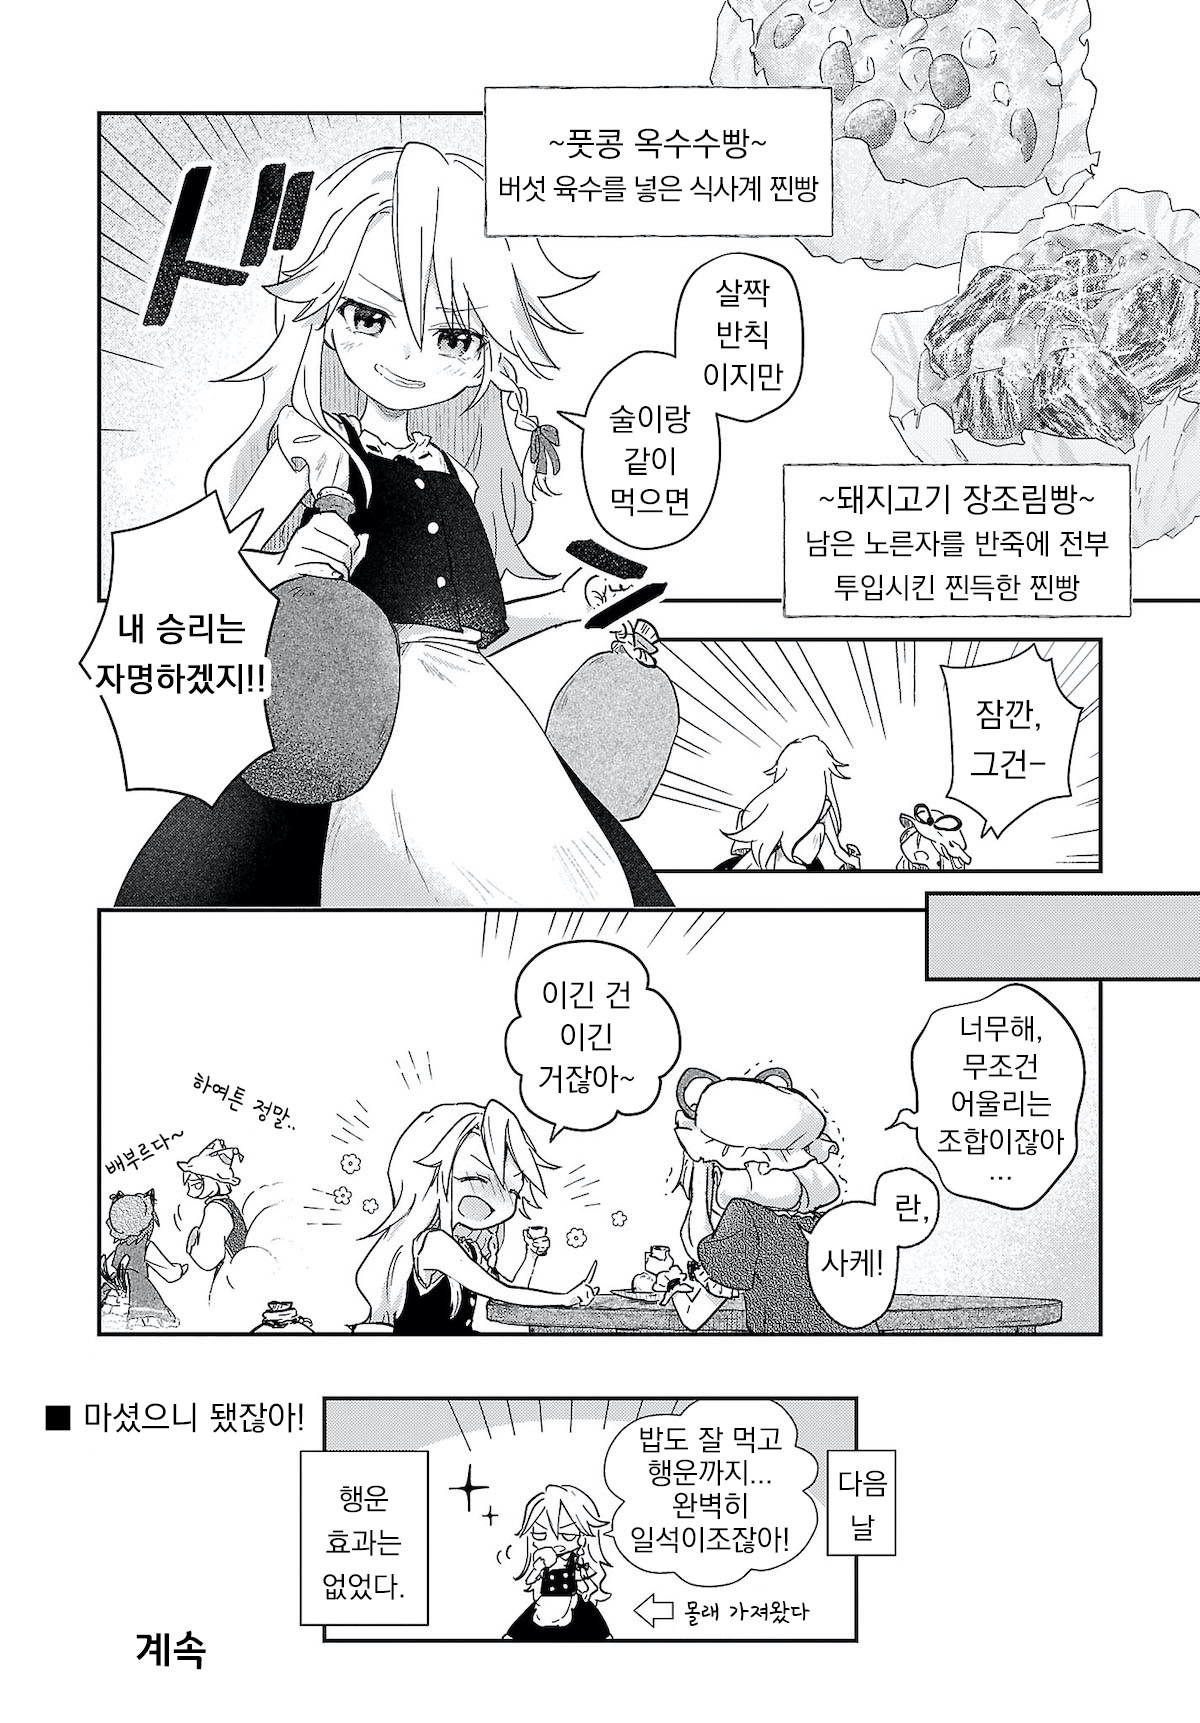 ~풋콩 옥수수빵~
버섯 육수를 넣은 식사계 찐빵
살짝
반칙
이지만
술이랑
같이
먹으면
~돼지고기 장조림빵~
남은 노른자를 반죽에 전부
투입시킨 찐득한 찐빵
ド
ン
내 승리는
자명하겠지!!
잠깐,
그건-
너무해,
무조건
어울리는
조합이잖아
...
란,
사케!
이긴 건
이긴
거잖아~
하여튼 정말..
배부르다~
■ 마셨으니 됐잖아!
다음
날
밥도 잘 먹고
행운까지...
완벽히
일석이조잖아!
몰래 가져왔다
행운
효과는
없었다.
계속